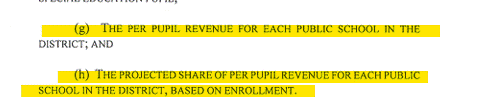 (g) THE PER PUPIL REVENUE FOR EACH PUBLIC SCHOOL IN THE
DISTRICT; AND
(h) THE PROJECTED SHARE OF PER PUPIL REVENUE FOR EACH PUBLIC
SCHOOL IN THE DISTRICT, BASED ON ENROLLMENT.